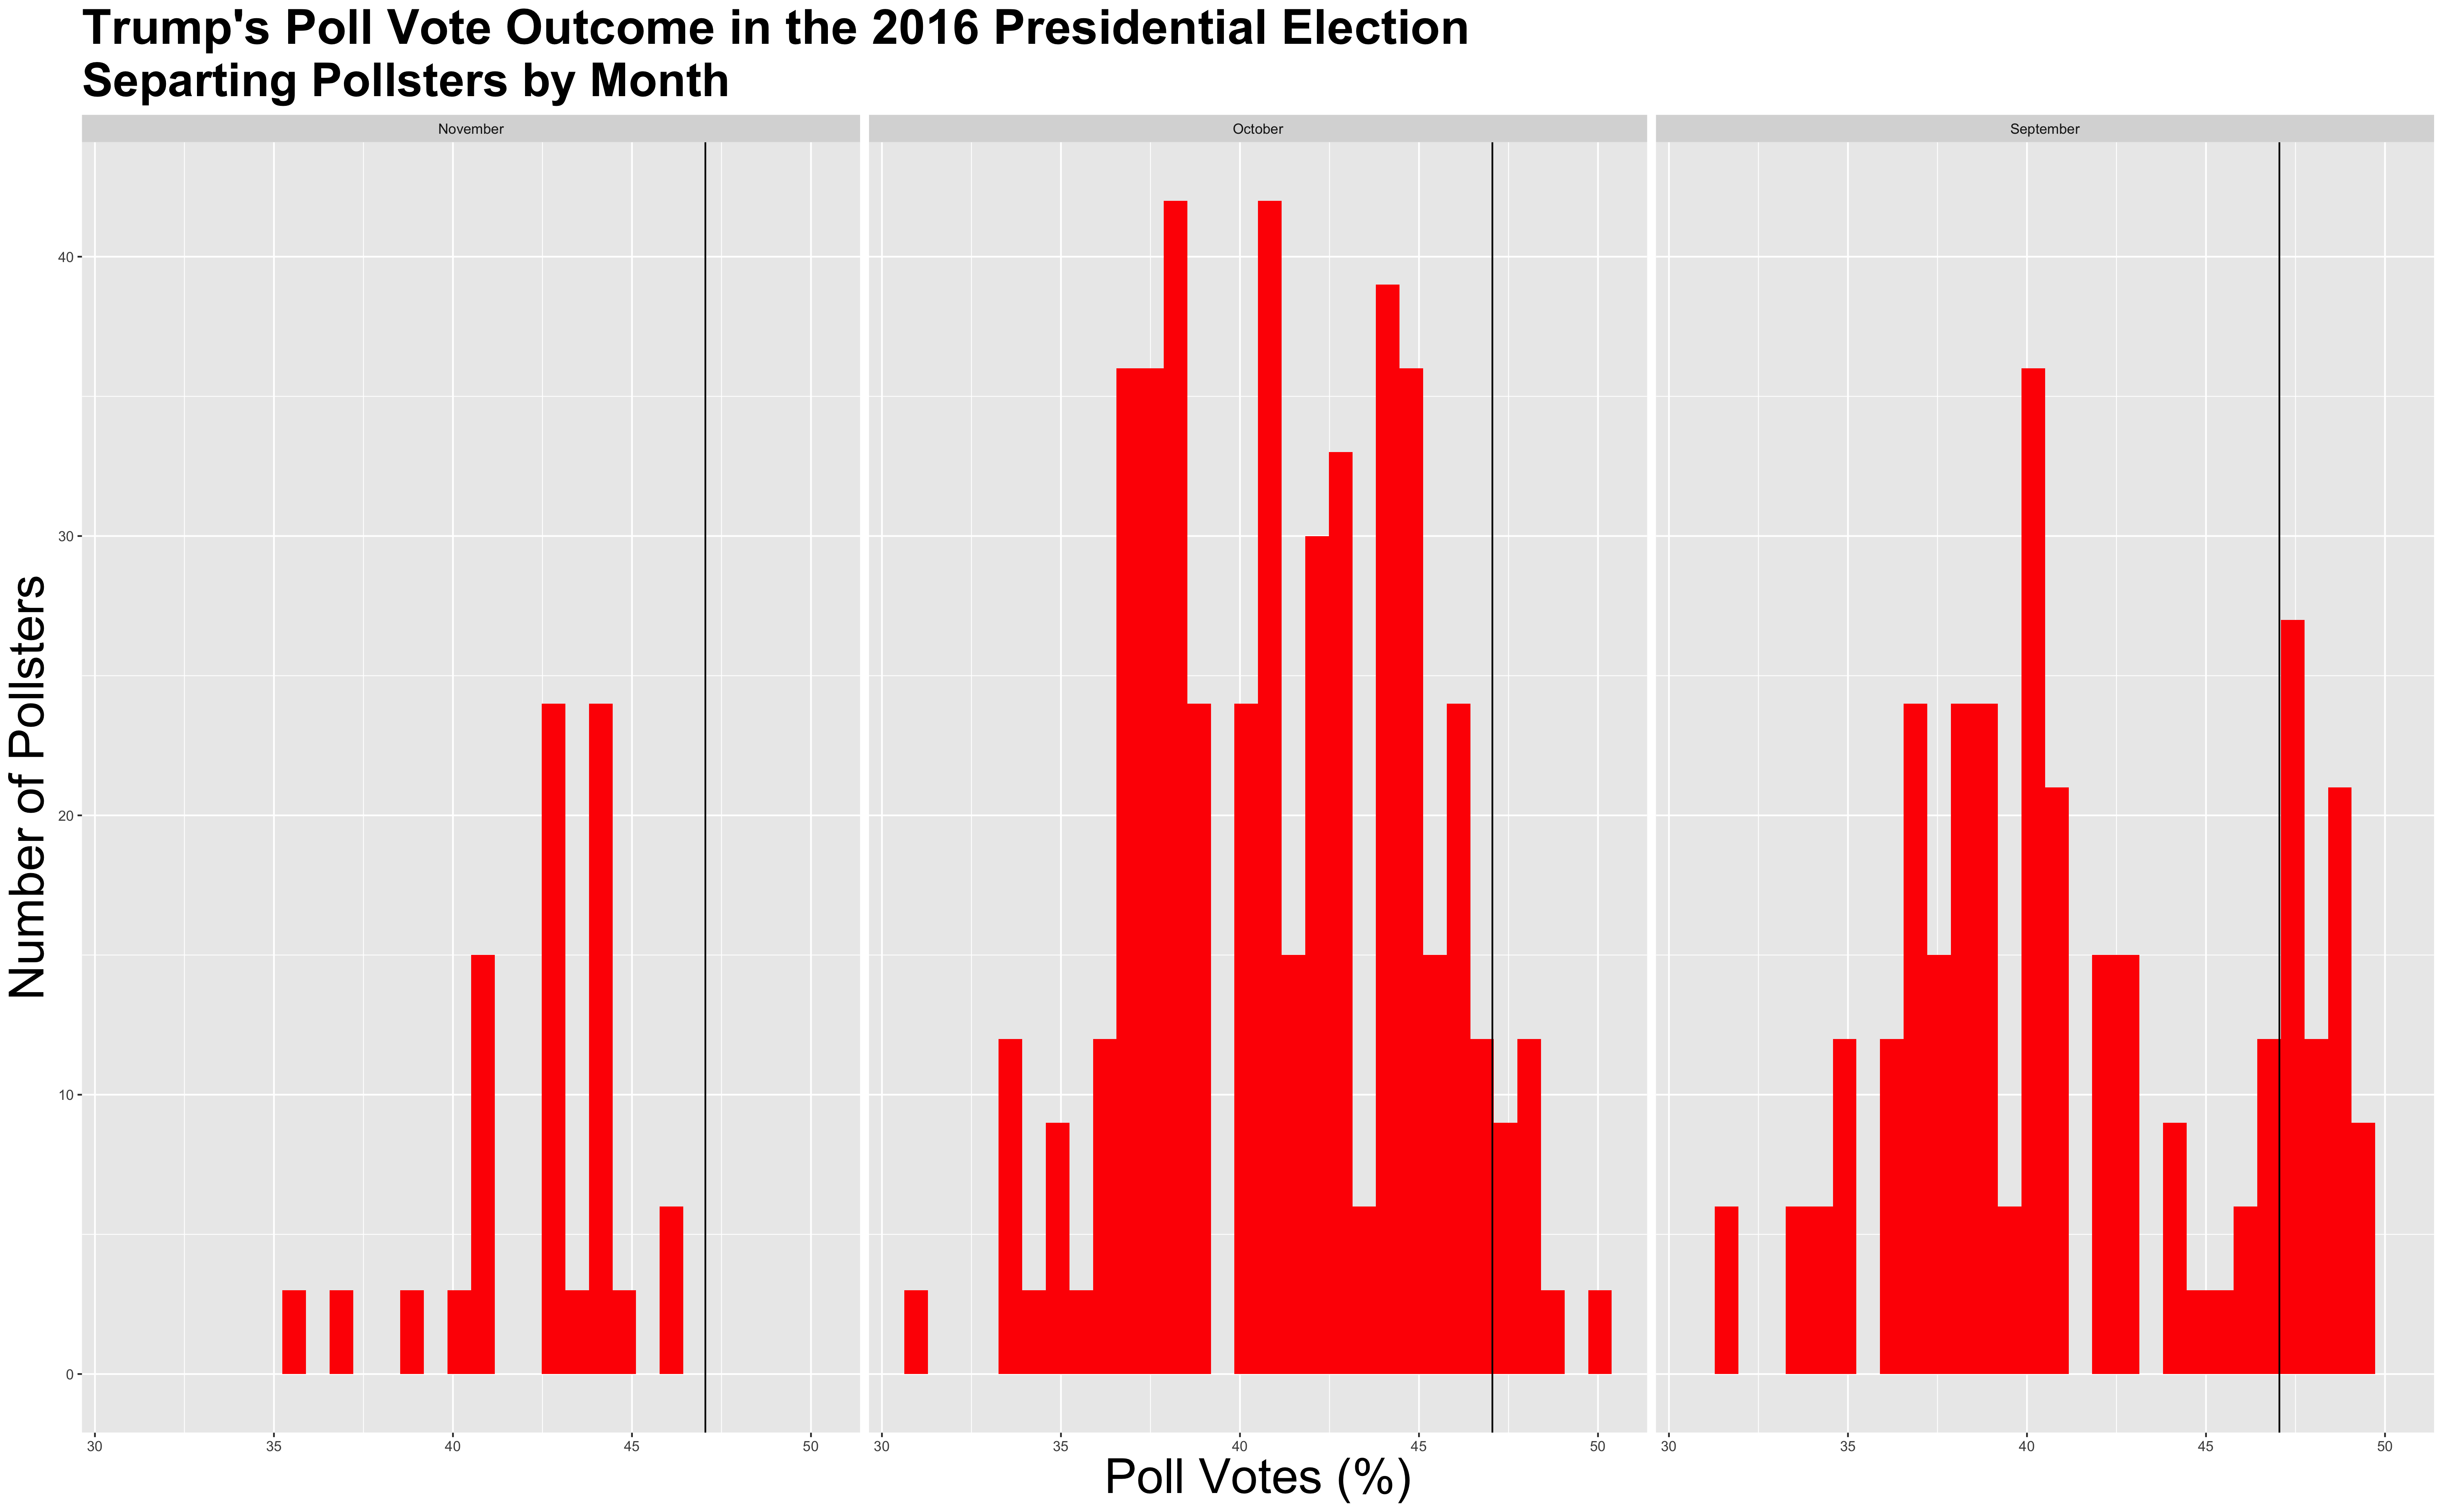 Trump's Poll Vote Outcome in the 2016 Presidential Election
Separting Pollsters by Month
November
October
September
Number of Pollsters
40
30
20
10
0
30 35 40 45 50
30 35 40 45 50
30 35 40 45 50
Poll Votes (%)